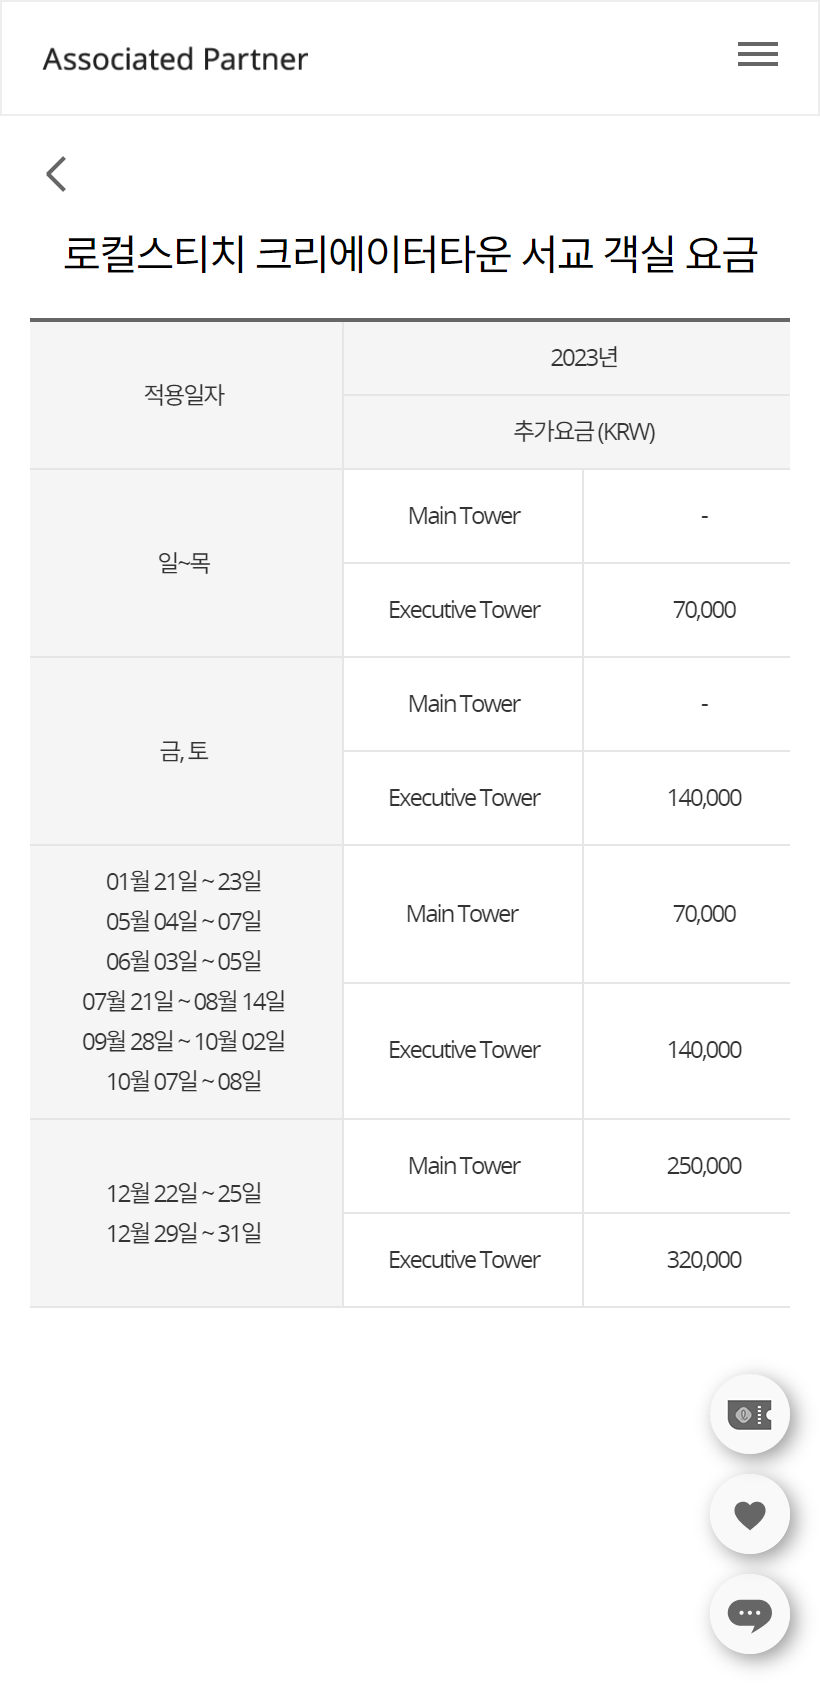 Associated Partner
로컬스티치 크리에이터타운 서교 객실 요금
적용일자
2023년
추가요금 (KRW)
일~목
Main Tower
-
Executive Tower
70,000
금, 토
Main Tower
-
Executive Tower
140,000
01월 21일 ~ 23일
05월 04일 ~ 07일
06월 03일 ~ 05일
07월 21일 ~ 08월 14일
09월 28일 ~ 10월 02일
10월 07일 ~ 08일
Main Tower
70,000
Executive Tower
140,000
12월 22일 ~ 25일
12월 29일 ~ 31일
Main Tower
250,000
Executive Tower
320,000